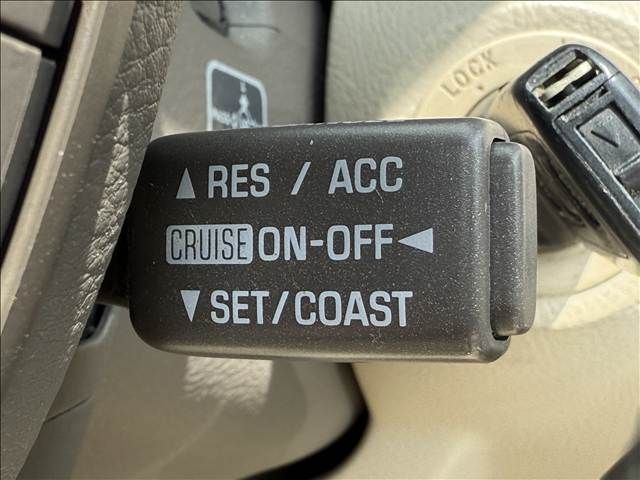 LOCK
▲ RES / ACC
CRUISE ON-OFF ◀
▼ SET/COAST